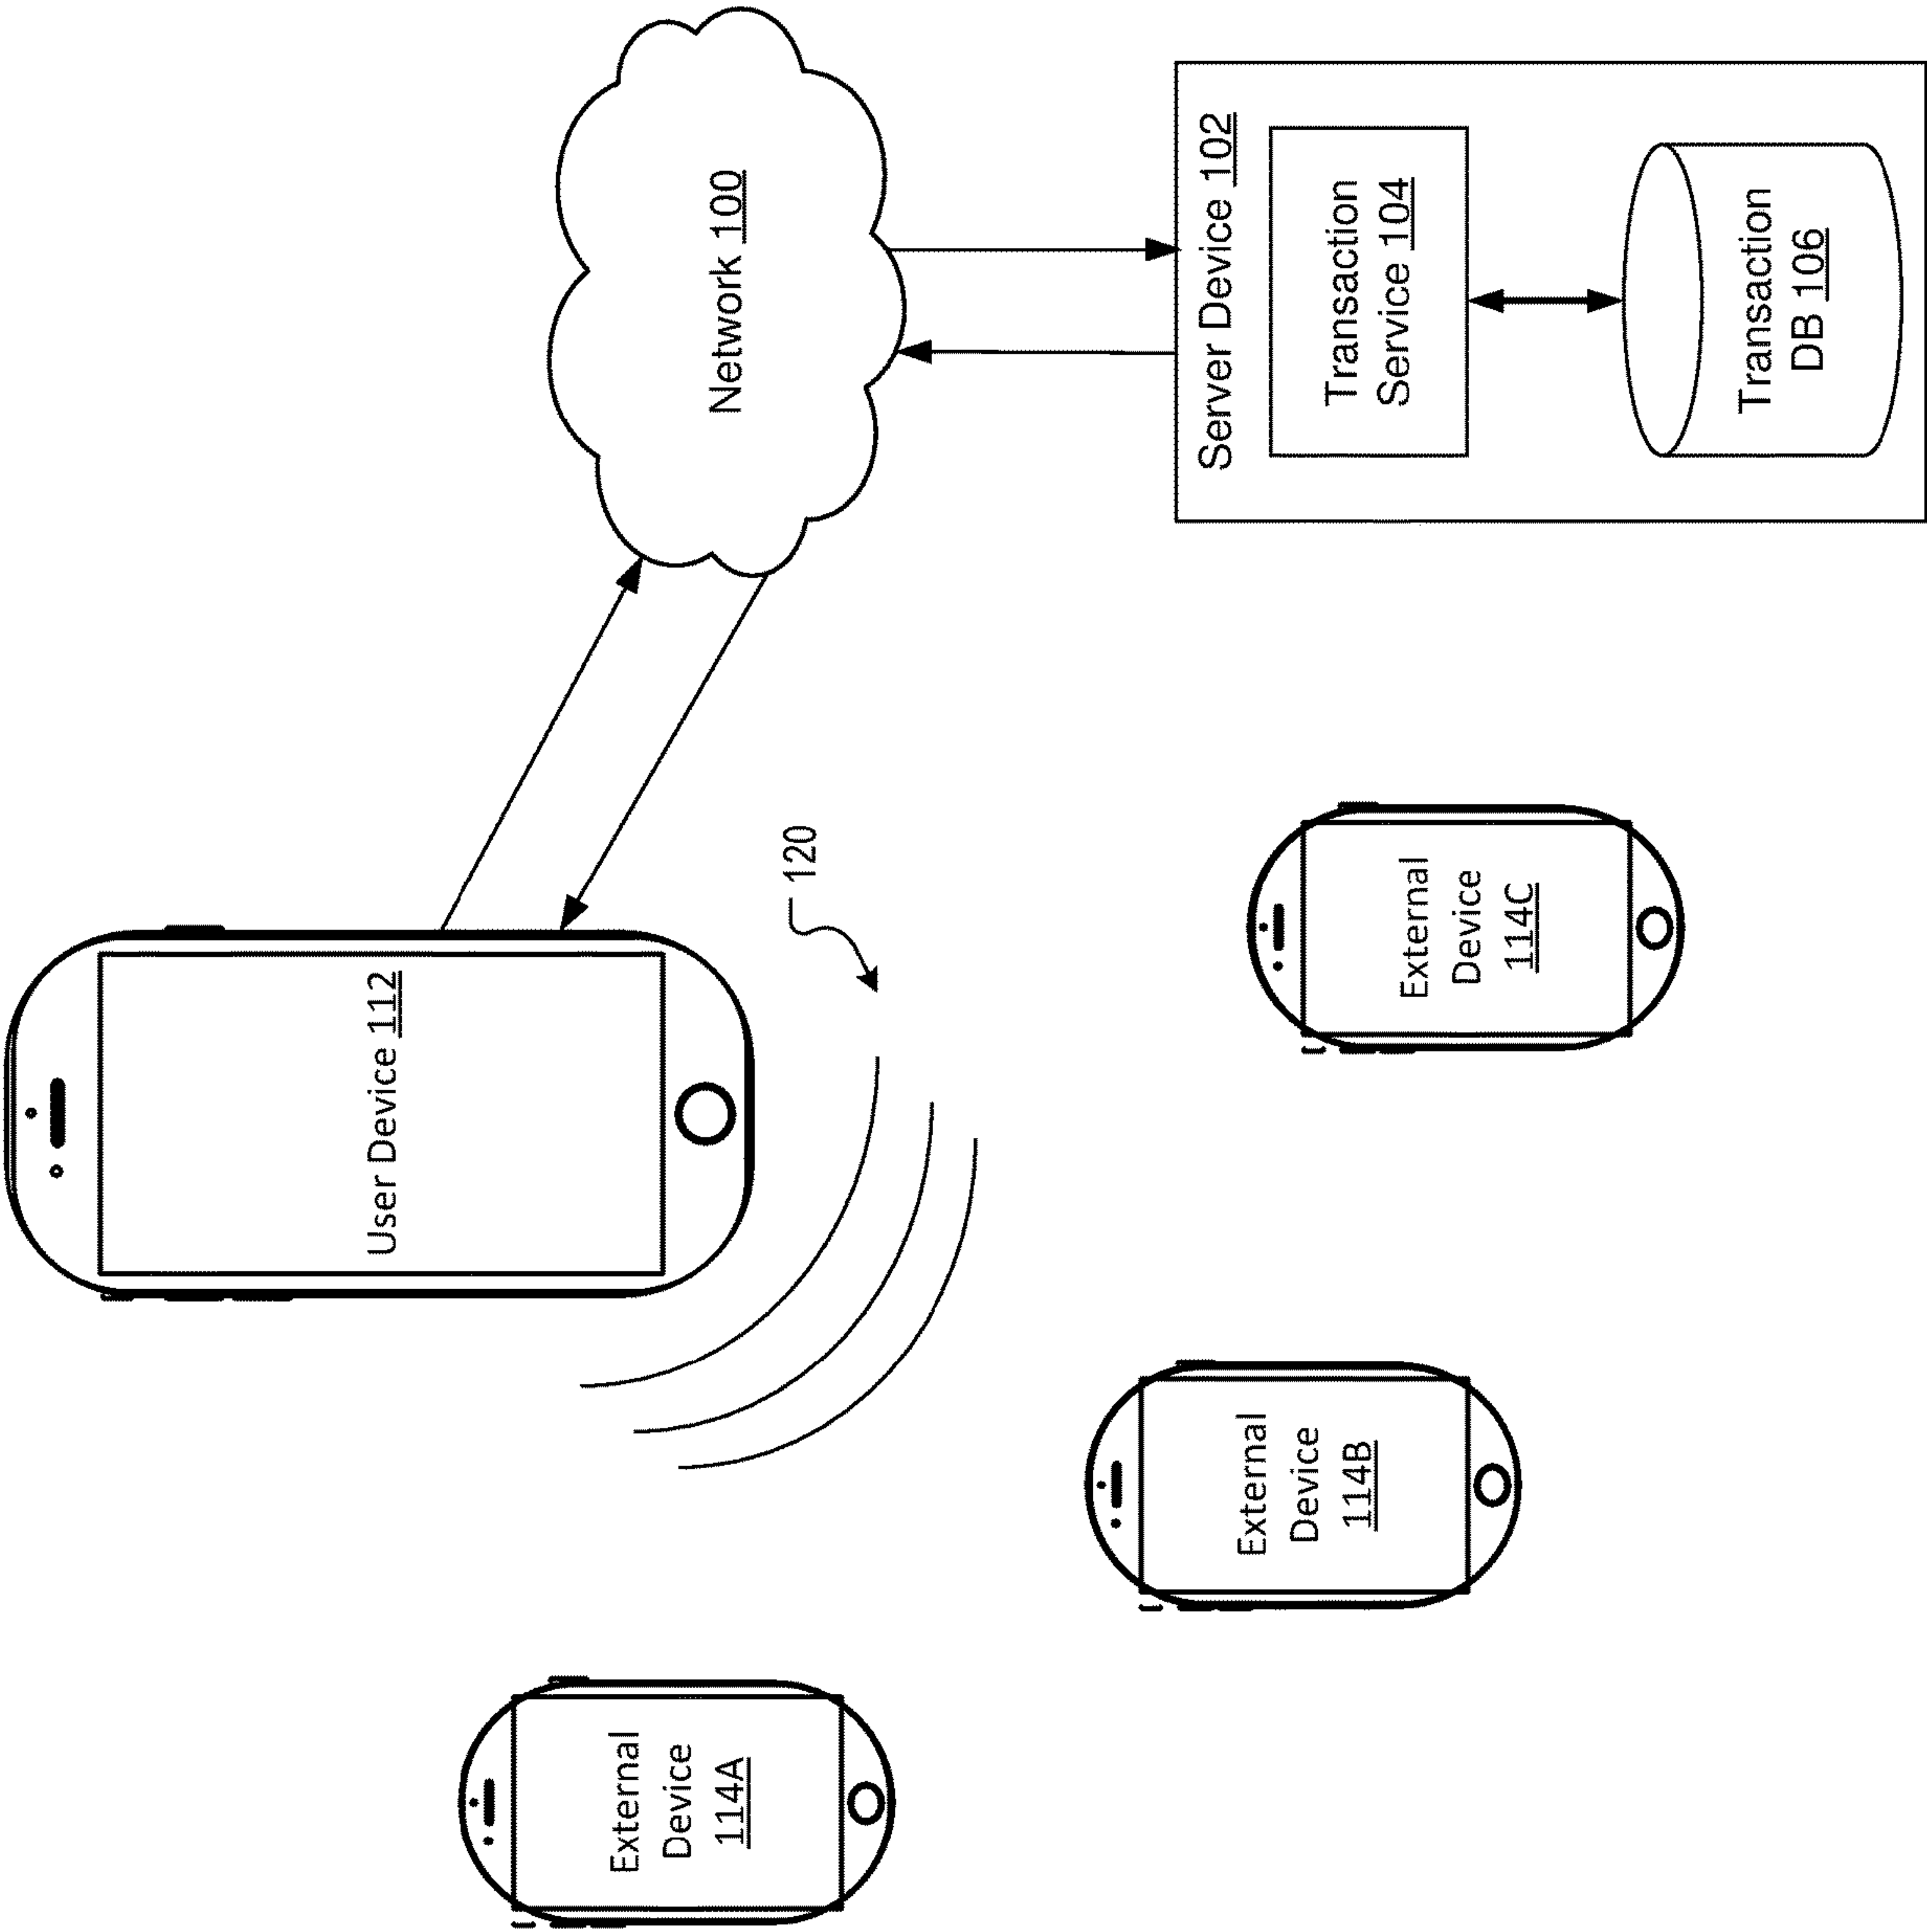 User Device 112
Network 100
120
Server Device 102
Transaction
Service 104
Transaction
DB 106
External
Device
114A
External
Device
114B
External
Device
114C